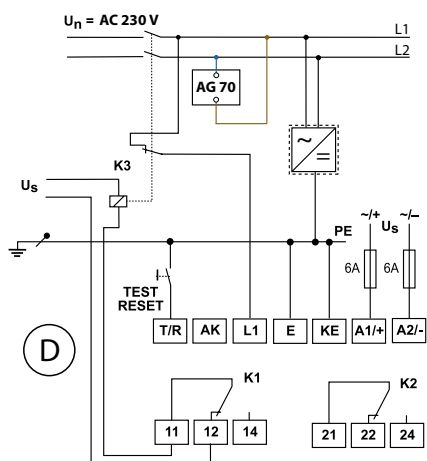 Un = AC 230 V
L1
L2
AG 70
~
=
K3
Us
PE
~/+ ~/−
Us
6A 6A
TEST
RESET
T/R AK L1 E KE A1/+ A2/-
D
K1 K2
11 12 14 21 22 24